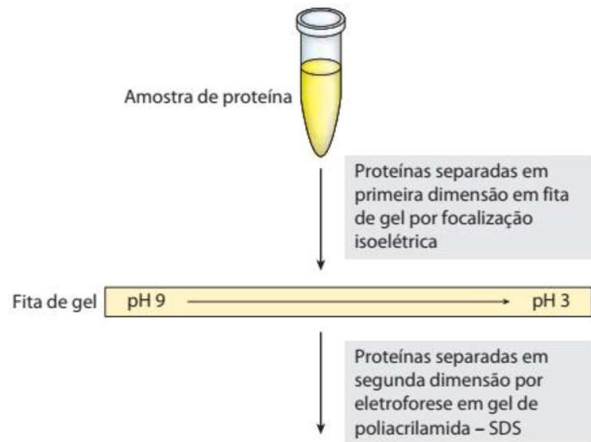 Amostra de proteína
Proteínas separadas em
primeira dimensão em fita
de gel por focalização
isoelétrica
Fita de gel
pH 9
pH 3
Proteínas separadas em
segunda dimensão por
eletroforese em gel de
poliacrilamida – SDS